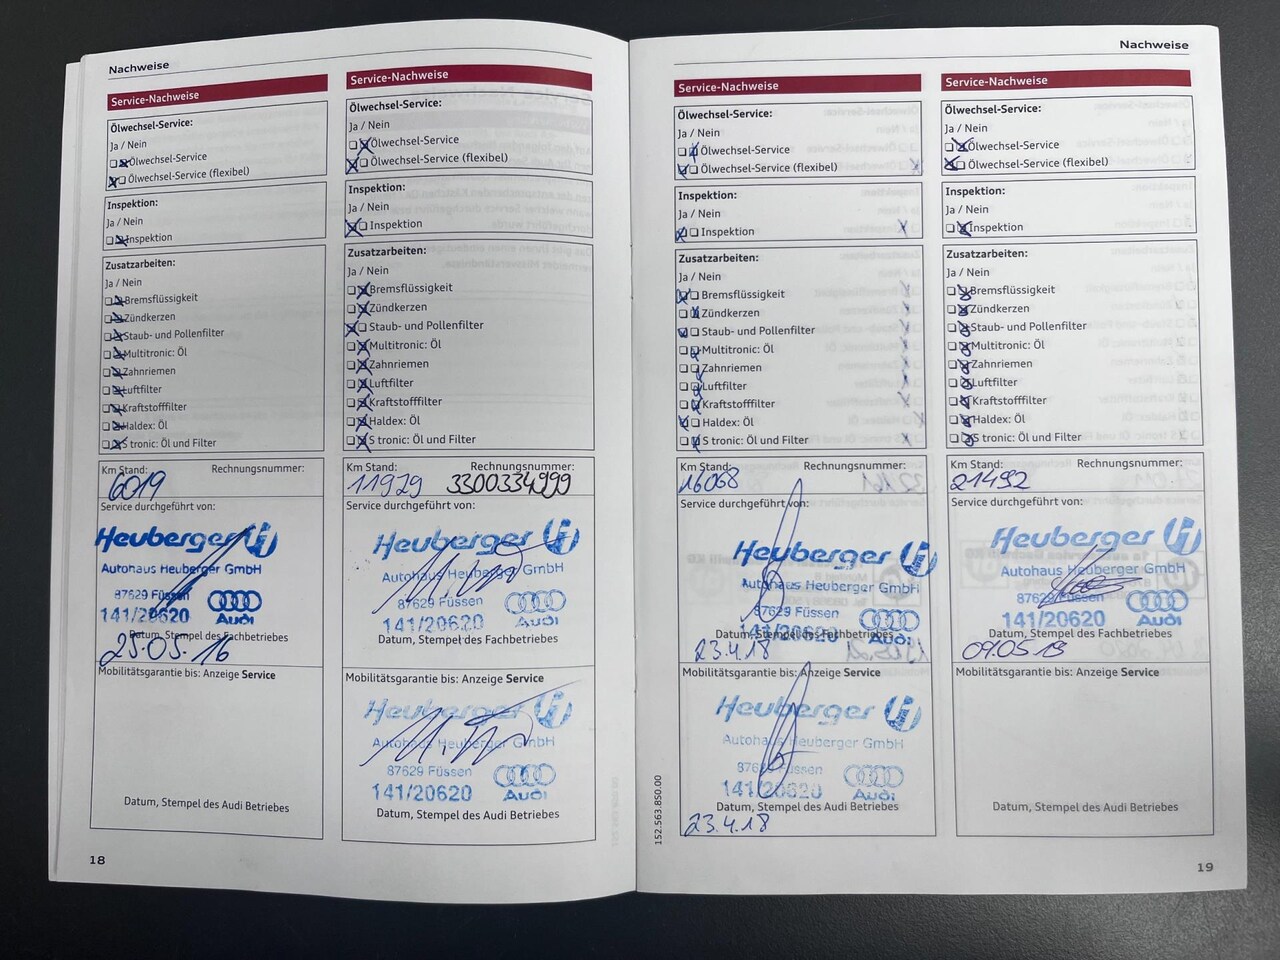 Nachweise
Service-Nachweise
Ölwechsel-Service:
Ja / Nein
Ölwechsel-Service
Ölwechsel-Service (flexibel)
Inspektion:
Ja / Nein
Inspektion
Zusatzarbeiten:
Ja / Nein
Bremsflüssigkeit
Zündkerzen
Staub- und Pollenfilter
Multitronic: Öl
Zahnriemen
Luftfilter
Kraftstofffilter
Haldex: Öl
S tronic: Öl und Filter
Km Stand: Rechnungsnummer:
6019
Service durchgeführt von:
Heuberger
Autohaus Heuberger GmbH
87629 Füssen
141/20620 Audi
Datum, Stempel des Fachbetriebes
25.05.16
Mobilitätsgarantie bis: Anzeige Service
Datum, Stempel des Audi Betriebes
18
Service-Nachweise
Ölwechsel-Service:
Ja / Nein
Ölwechsel-Service
Ölwechsel-Service (flexibel)
Inspektion:
Ja / Nein
Inspektion
Zusatzarbeiten:
Ja / Nein
Bremsflüssigkeit
Zündkerzen
Staub- und Pollenfilter
Multitronic: Öl
Zahnriemen
Luftfilter
Kraftstofffilter
Haldex: Öl
S tronic: Öl und Filter
Km Stand: Rechnungsnummer:
11929 3300334999
Service durchgeführt von:
Heuberger
Autohaus Heuberger GmbH
87629 Füssen
141/20620 Audi
Datum, Stempel des Fachbetriebes
Mobilitätsgarantie bis: Anzeige Service
Heuberger
Autohaus Heuberger GmbH
87629 Füssen
141/20620 Audi
Datum, Stempel des Audi Betriebes
Nachweise
Service-Nachweise
Ölwechsel-Service:
Ja / Nein
Ölwechsel-Service
Ölwechsel-Service (flexibel)
Inspektion:
Ja / Nein
Inspektion
Zusatzarbeiten:
Ja / Nein
Bremsflüssigkeit
Zündkerzen
Staub- und Pollenfilter
Multitronic: Öl
Zahnriemen
Luftfilter
Kraftstofffilter
Haldex: Öl
S tronic: Öl und Filter
Km Stand: Rechnungsnummer:
16068
Service durchgeführt von:
Heuberger
Autohaus Heuberger GmbH
87629 Füssen
141/20620 Audi
Datum, Stempel des Fachbetriebes
23.4.18
Mobilitätsgarantie bis: Anzeige Service
Heuberger
Autohaus Heuberger GmbH
87629 Füssen
141/20620 Audi
Datum, Stempel des Audi Betriebes
23.4.18
152.563.850.00
Service-Nachweise
Ölwechsel-Service:
Ja / Nein
Ölwechsel-Service
Ölwechsel-Service (flexibel)
Inspektion:
Ja / Nein
Inspektion
Zusatzarbeiten:
Ja / Nein
Bremsflüssigkeit
Zündkerzen
Staub- und Pollenfilter
Multitronic: Öl
Zahnriemen
Luftfilter
Kraftstofffilter
Haldex: Öl
S tronic: Öl und Filter
Km Stand: Rechnungsnummer:
21492
Service durchgeführt von:
Heuberger
Autohaus Heuberger GmbH
87629 Füssen
141/20620 Audi
Datum, Stempel des Fachbetriebes
09.05.19
Mobilitätsgarantie bis: Anzeige Service
Datum, Stempel des Audi Betriebes
19